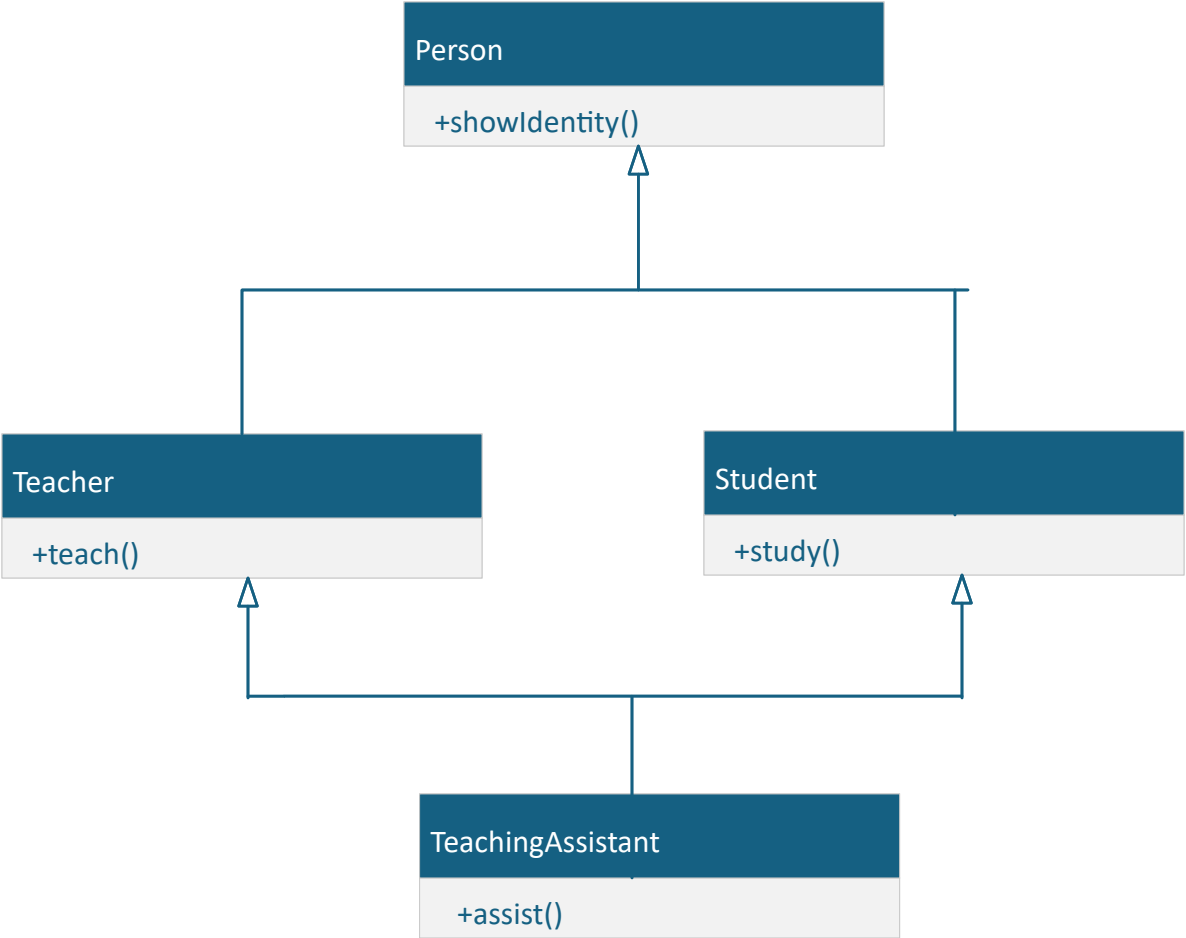 Person
+showIdentity()
Teacher
+teach()
Student
+study()
TeachingAssistant
+assist()